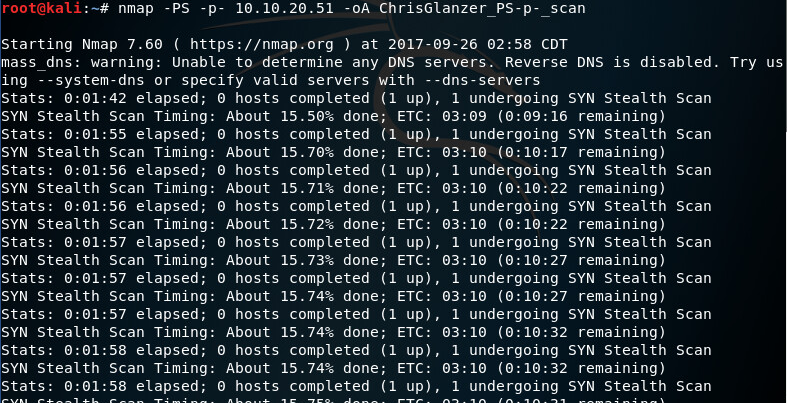 root@kali:~# nmap -PS -p- 10.10.20.51 -oA ChrisGlanzer_PS-p-_scan
Starting Nmap 7.60 ( https://nmap.org ) at 2017-09-26 02:58 CDT
mass_dns: warning: Unable to determine any DNS servers. Reverse DNS is disabled. Try us
ing --system-dns or specify valid servers with --dns-servers
Stats: 0:01:42 elapsed; 0 hosts completed (1 up), 1 undergoing SYN Stealth Scan
SYN Stealth Scan Timing: About 15.50% done; ETC: 03:09 (0:09:16 remaining)
Stats: 0:01:55 elapsed; 0 hosts completed (1 up), 1 undergoing SYN Stealth Scan
SYN Stealth Scan Timing: About 15.70% done; ETC: 03:10 (0:10:17 remaining)
Stats: 0:01:56 elapsed; 0 hosts completed (1 up), 1 undergoing SYN Stealth Scan
SYN Stealth Scan Timing: About 15.71% done; ETC: 03:10 (0:10:22 remaining)
Stats: 0:01:56 elapsed; 0 hosts completed (1 up), 1 undergoing SYN Stealth Scan
SYN Stealth Scan Timing: About 15.72% done; ETC: 03:10 (0:10:22 remaining)
Stats: 0:01:57 elapsed; 0 hosts completed (1 up), 1 undergoing SYN Stealth Scan
SYN Stealth Scan Timing: About 15.73% done; ETC: 03:10 (0:10:27 remaining)
Stats: 0:01:57 elapsed; 0 hosts completed (1 up), 1 undergoing SYN Stealth Scan
SYN Stealth Scan Timing: About 15.74% done; ETC: 03:10 (0:10:27 remaining)
Stats: 0:01:57 elapsed; 0 hosts completed (1 up), 1 undergoing SYN Stealth Scan
SYN Stealth Scan Timing: About 15.74% done; ETC: 03:10 (0:10:32 remaining)
Stats: 0:01:58 elapsed; 0 hosts completed (1 up), 1 undergoing SYN Stealth Scan
SYN Stealth Scan Timing: About 15.74% done; ETC: 03:10 (0:10:32 remaining)
Stats: 0:01:58 elapsed; 0 hosts completed (1 up), 1 undergoing SYN Stealth Scan
SYN Stealth Scan Timing: About 15.75% done; ETC: 03:10 remaining)